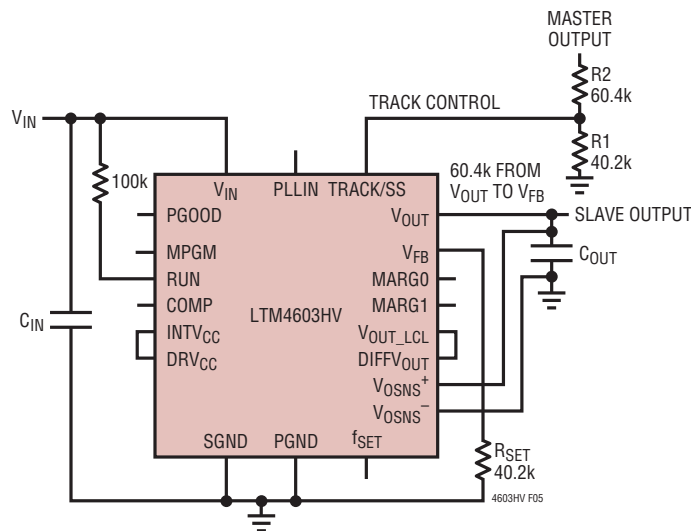 MASTER
OUTPUT
R2
60.4k
TRACK CONTROL
R1
40.2k
VIN
100k
60.4k FROM
VOUT TO VFB
VIN
PLLIN
TRACK/SS
PGOOD
VOUT
SLAVE OUTPUT
MPGM
VFB
COUT
RUN
MARG0
COMP
MARG1
LTM4603HV
CIN
INTVCC
VOUT_LCL
DRVCC
DIFFVOUT
VOSNS+
VOSNS–
SGND
PGND
fSET
RSET
40.2k
4603HV F05